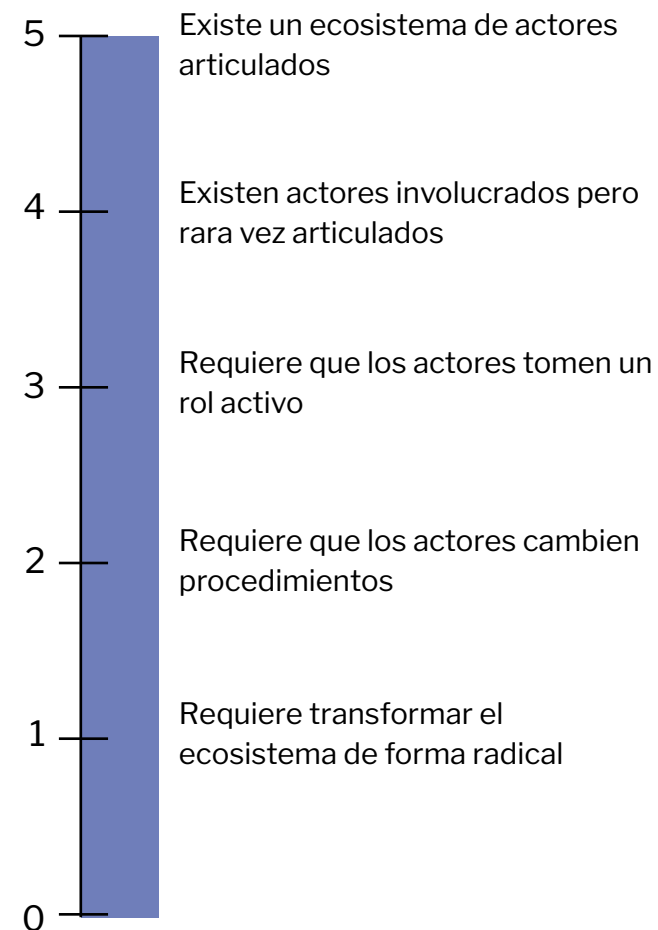 5
Existe un ecosistema de actores
articulados
4
Existen actores involucrados pero
rara vez articulados
3
Requiere que los actores tomen un
rol activo
2
Requiere que los actores cambien
procedimientos
1
Requiere transformar el
ecosistema de forma radical
0